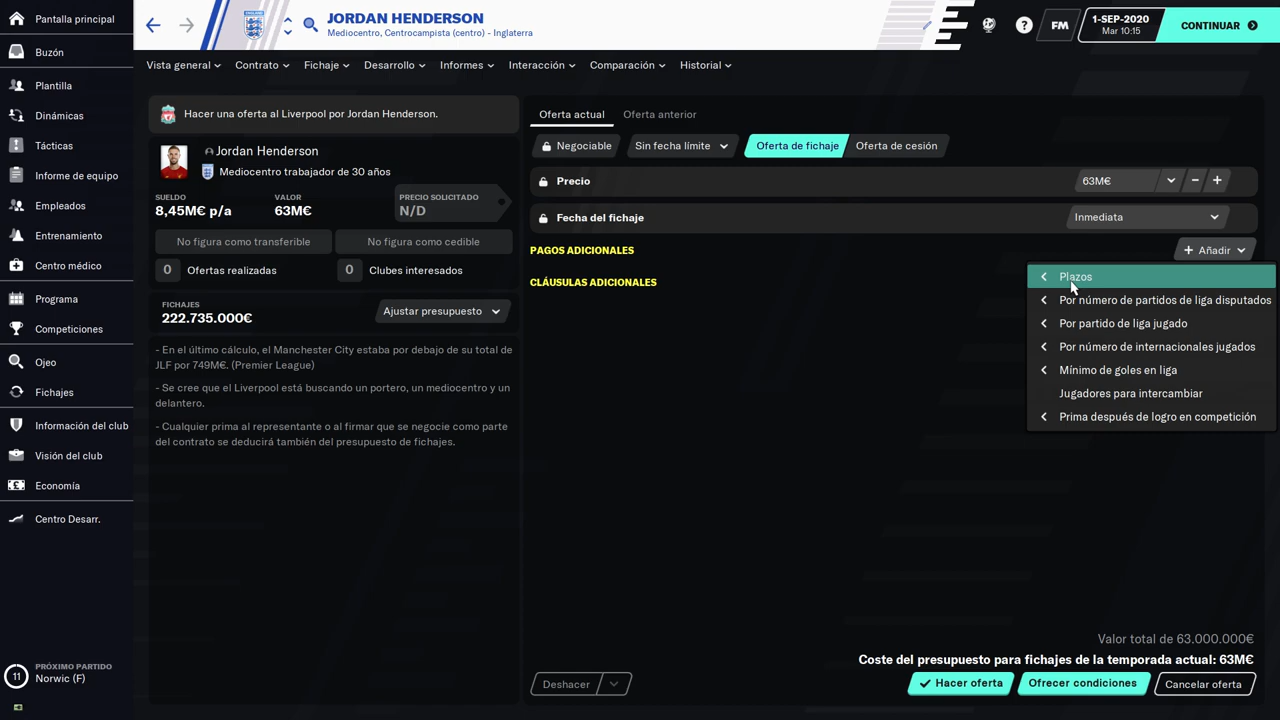 Pantalla principal
Buzón
Plantilla
Dinámicas
Tácticas
Informe de equipo
Empleados
Entrenamiento
Centro médico
Programa
Competiciones
Ojeo
Fichajes
Información del club
Visión del club
Economía
Centro Desarr.
11
PRÓXIMO PARTIDO
Norwic (F)
JORDAN HENDERSON
Mediocentro, Centrocampista (centro) - Inglaterra
?
FM
1-SEP-2020
Mar 10:15
CONTINUAR
Vista general
Contrato
Fichaje
Desarrollo
Informes
Interacción
Comparación
Historial
Hacer una oferta al Liverpool por Jordan Henderson.
Jordan Henderson
Mediocentro trabajador de 30 años
SUELDO
8,45M€ p/a
VALOR
63M€
PRECIO SOLICITADO
N/D
No figura como transferible
No figura como cedible
0 Ofertas realizadas
0 Clubes interesados
FICHAJES
222.735.000€
Ajustar presupuesto
- En el último cálculo, el Manchester City estaba por debajo de su total de
JLF por 749M€. (Premier League)
- Se cree que el Liverpool está buscando un portero, un mediocentro y un
delantero.
- Cualquier prima al representante o al firmar que se negocie como parte
del contrato se deducirá también del presupuesto de fichajes.
Oferta actual
Oferta anterior
Negociable
Sin fecha límite
Oferta de fichaje
Oferta de cesión
Precio
63M€
- +
Fecha del fichaje
Inmediata
PAGOS ADICIONALES
+ Añadir
CLÁUSULAS ADICIONALES
Plazos
Por número de partidos de liga disputados
Por partido de liga jugado
Por número de internacionales jugados
Mínimo de goles en liga
Jugadores para intercambiar
Prima después de logro en competición
Valor total de 63.000.000€
Coste del presupuesto para fichajes de la temporada actual: 63M€
Deshacer
Hacer oferta
Ofrecer condiciones
Cancelar oferta